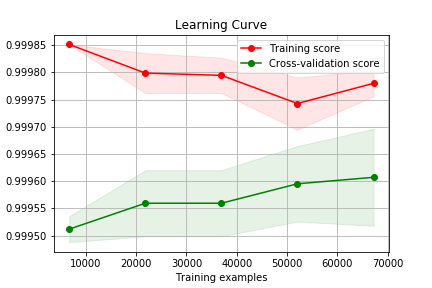 Learning Curve
Training score
Cross-validation score
0.99985
0.99980
0.99975
0.99970
0.99965
0.99960
0.99955
0.99950
10000 20000 30000 40000 50000 60000 70000
Training examples